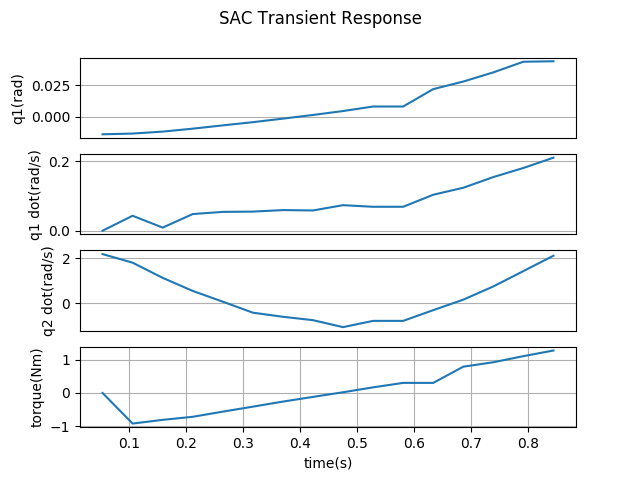 SAC Transient Response
q1(rad)
0.025
0.000
q1 dot(rad/s)
0.2
0.0
q2 dot(rad/s)
2
0
torque(Nm)
1
0
−1
0.1 0.2 0.3 0.4 0.5 0.6 0.7 0.8
time(s)